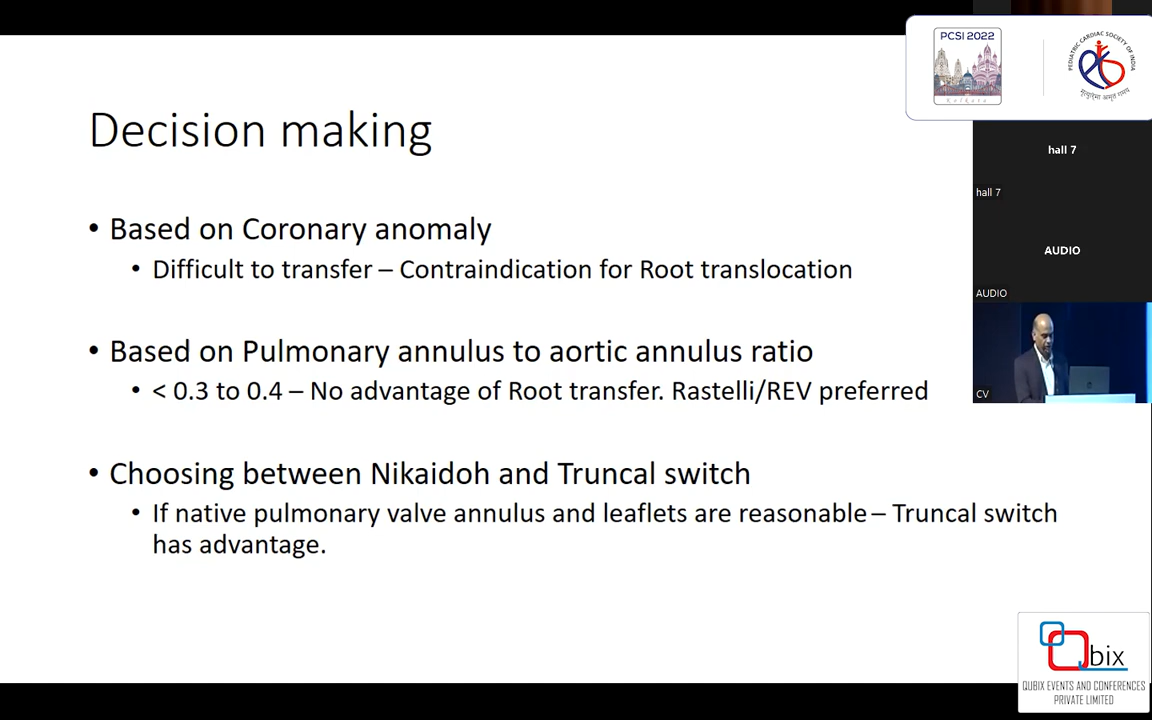 PCSI 2022
Kolkata
PEDIATRIC CARDIAC SOCIETY OF INDIA
Decision making
hall 7
hall 7
• Based on Coronary anomaly
AUDIO
• Difficult to transfer – Contraindication for Root translocation
AUDIO
• Based on Pulmonary annulus to aortic annulus ratio
• < 0.3 to 0.4 – No advantage of Root transfer. Rastelli/REV preferred
CV
• Choosing between Nikaidoh and Truncal switch
• If native pulmonary valve annulus and leaflets are reasonable – Truncal switch
has advantage.
Qbix
QUBIX EVENTS AND CONFERENCES
PRIVATE LIMITED